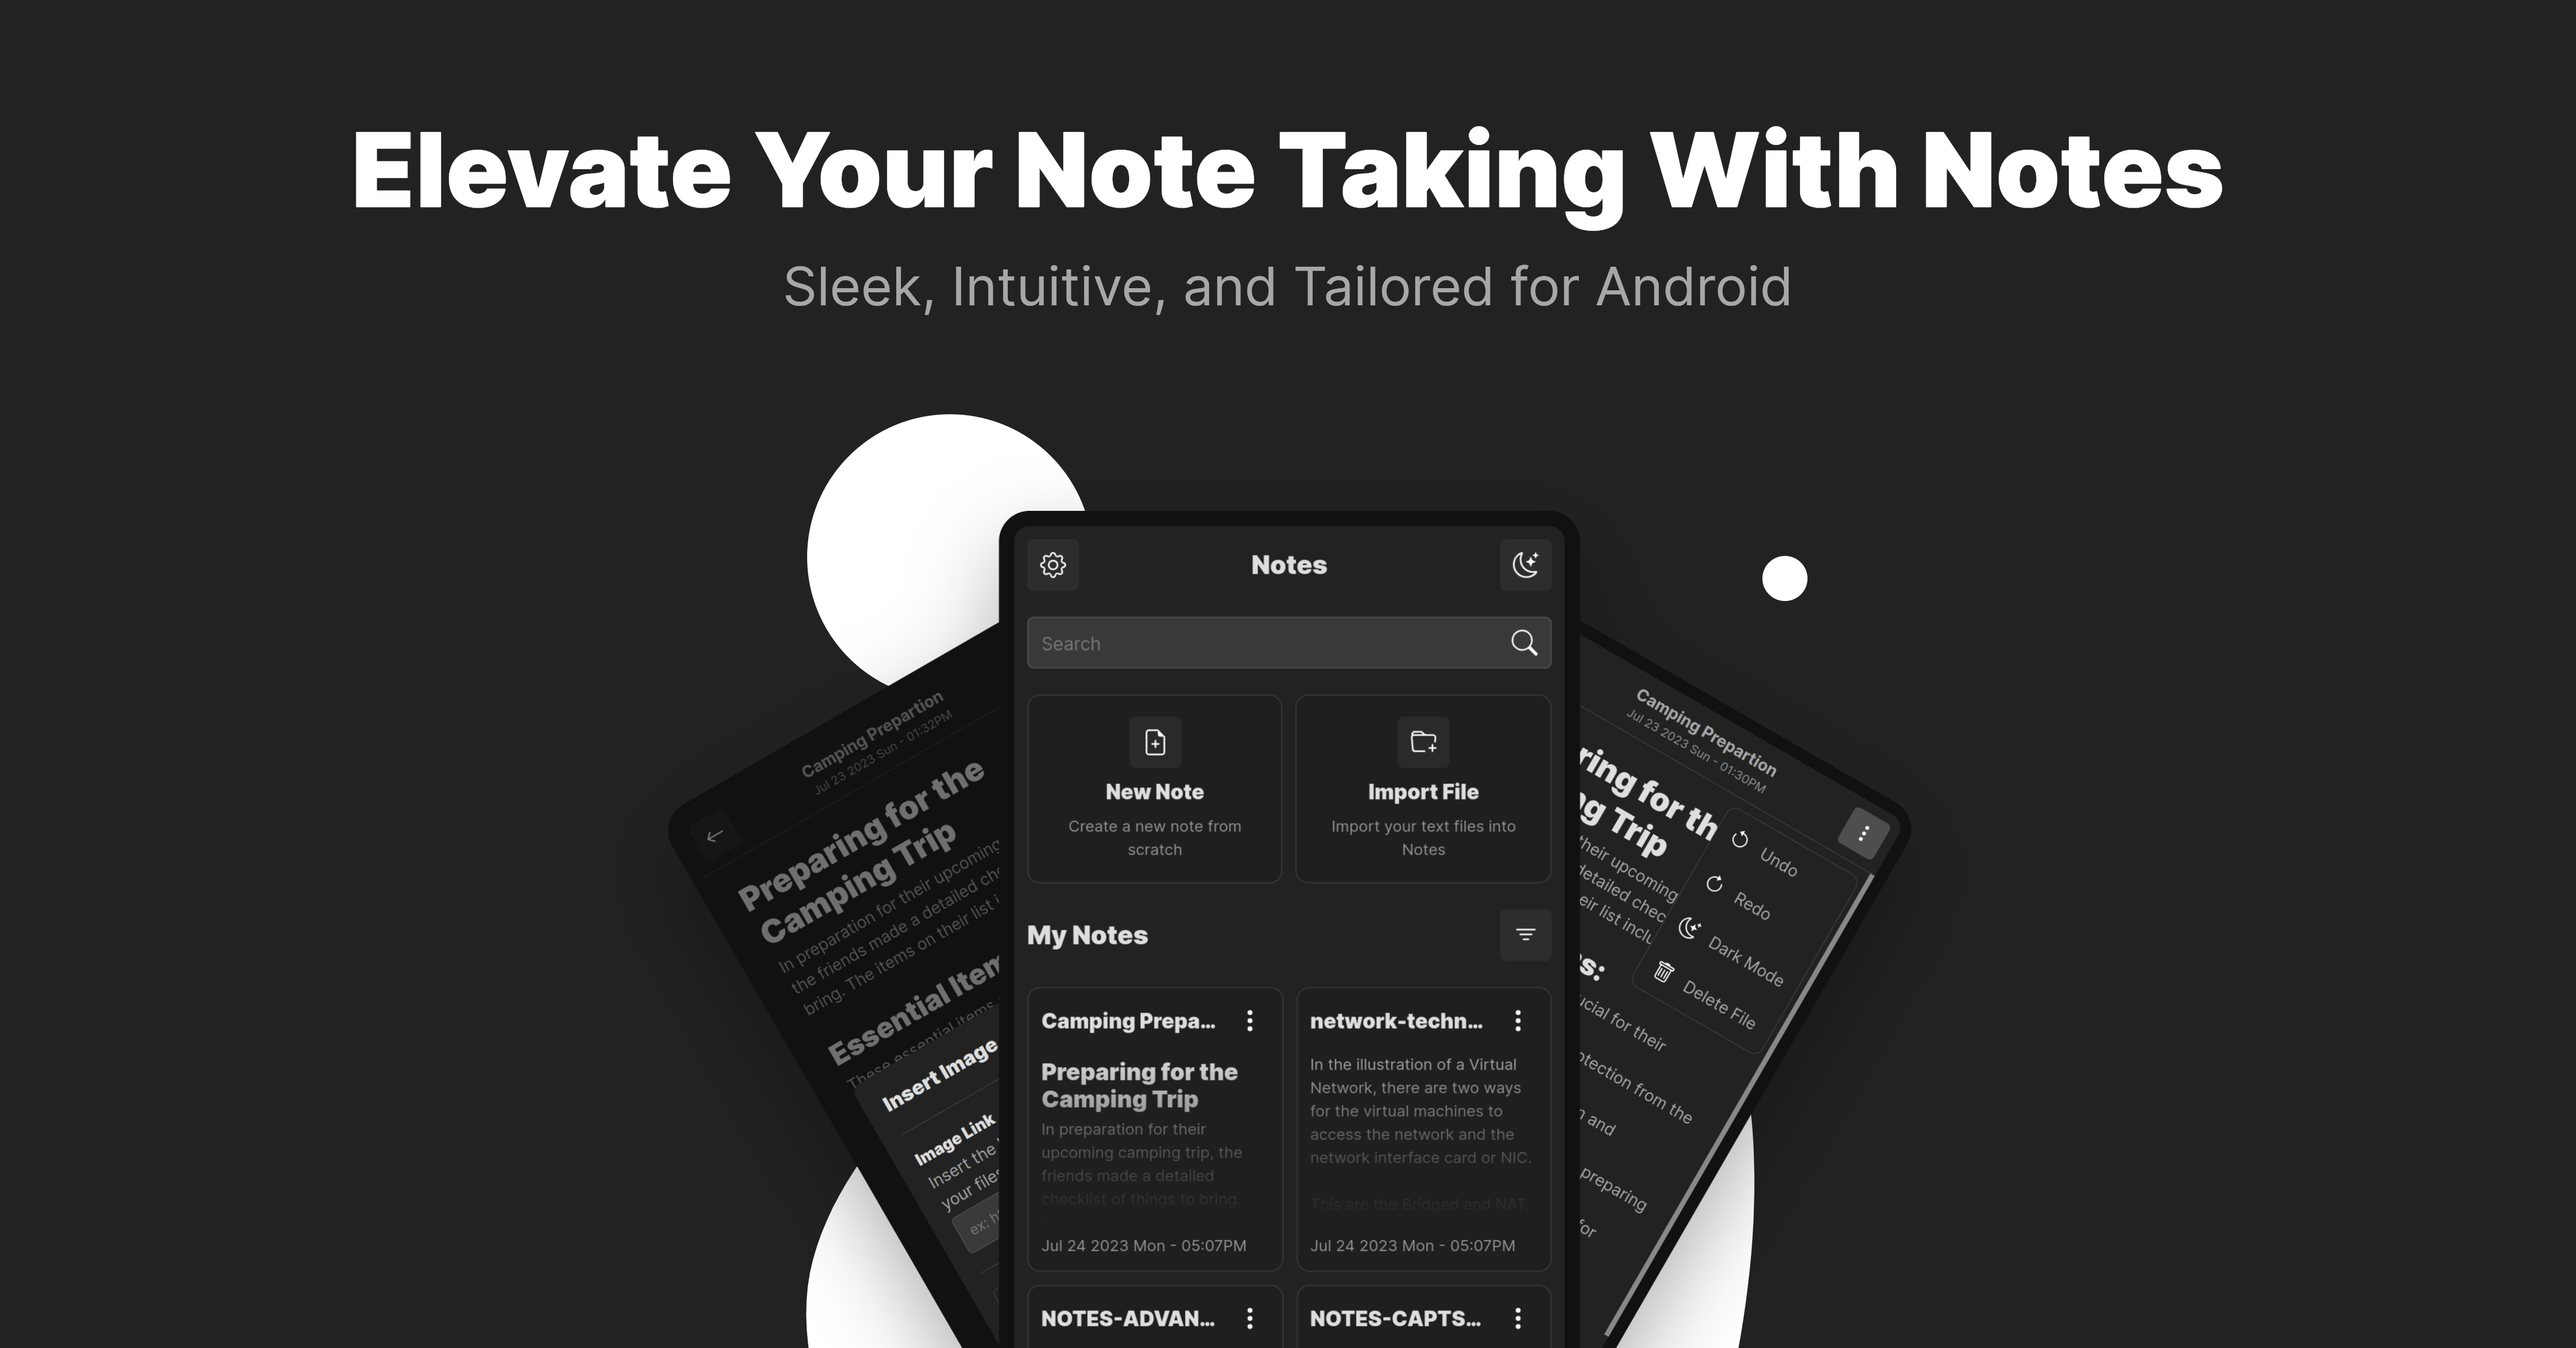 Elevate Your Note Taking With Notes
Sleek, Intuitive, and Tailored for Android
Notes
Search
New Note
Create a new note from
scratch
Import File
Import your text files into
Notes
My Notes
Camping Prepa...
Preparing for the
Camping Trip
In preparation for their
upcoming camping trip, the
friends made a detailed
checklist of things to bring.
Jul 24 2023 Mon - 05:07PM
network-techn...
In the illustration of a Virtual
Network, there are two ways
for the virtual machines to
access the network and the
network interface card or NIC.
This are the Bridged and NAT,
Jul 24 2023 Mon - 05:07PM
NOTES-ADVAN...
NOTES-CAPTS...
Camping Prepartion
Jul 23 2023 Sun - 01:32PM
Preparing for the
Camping Trip
In preparation for their upcoming
the friends made a detailed che
bring. The items on their list i
Essential Item
These essential items
Insert Image
Image Link
Insert the
your files
ex: h
Camping Prepartion
Jul 23 2023 Sun - 01:30PM
ring for th
ng Trip
their upcoming
detailed chec
eir list inclu
s:
ucial for their
otection from the
and
preparing
for
Undo
Redo
Dark Mode
Delete File